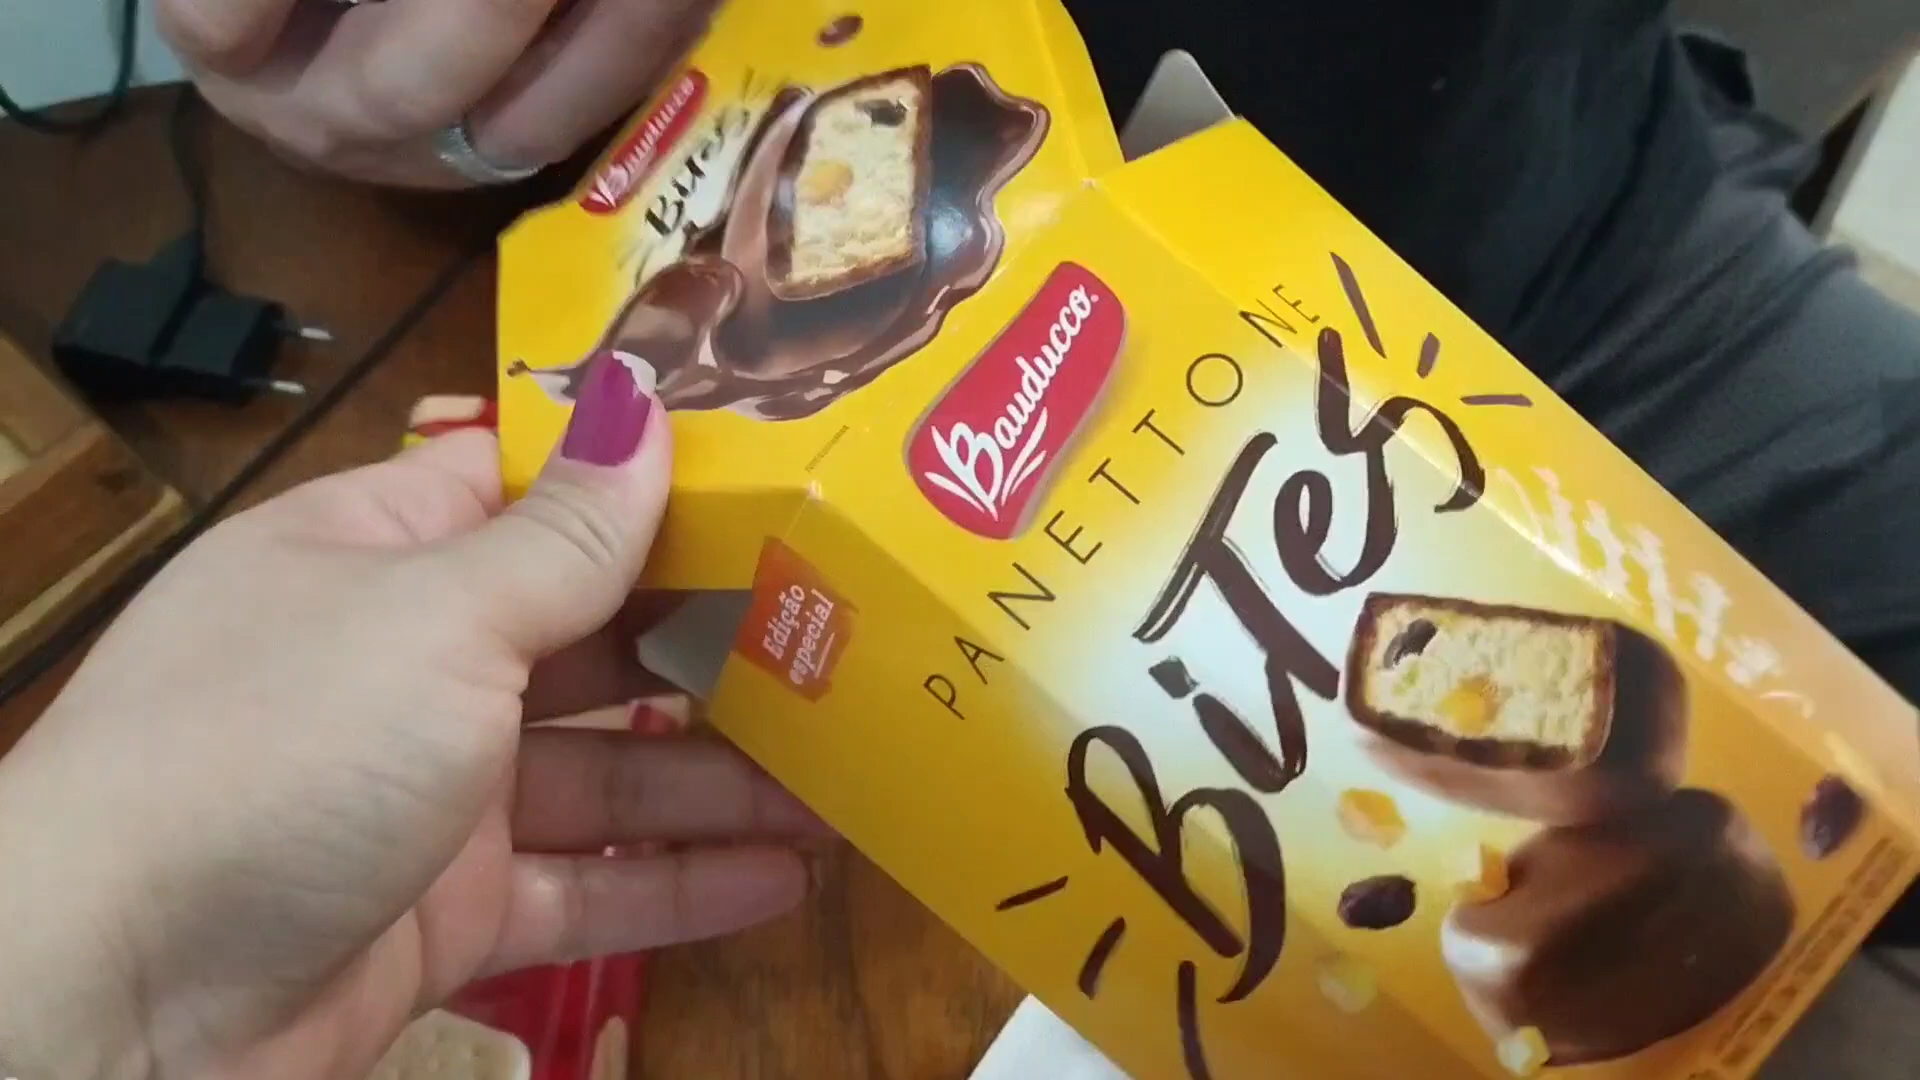 Bauducco
Bites
Bauducco
PANETTONE
Bites
Edição
especial